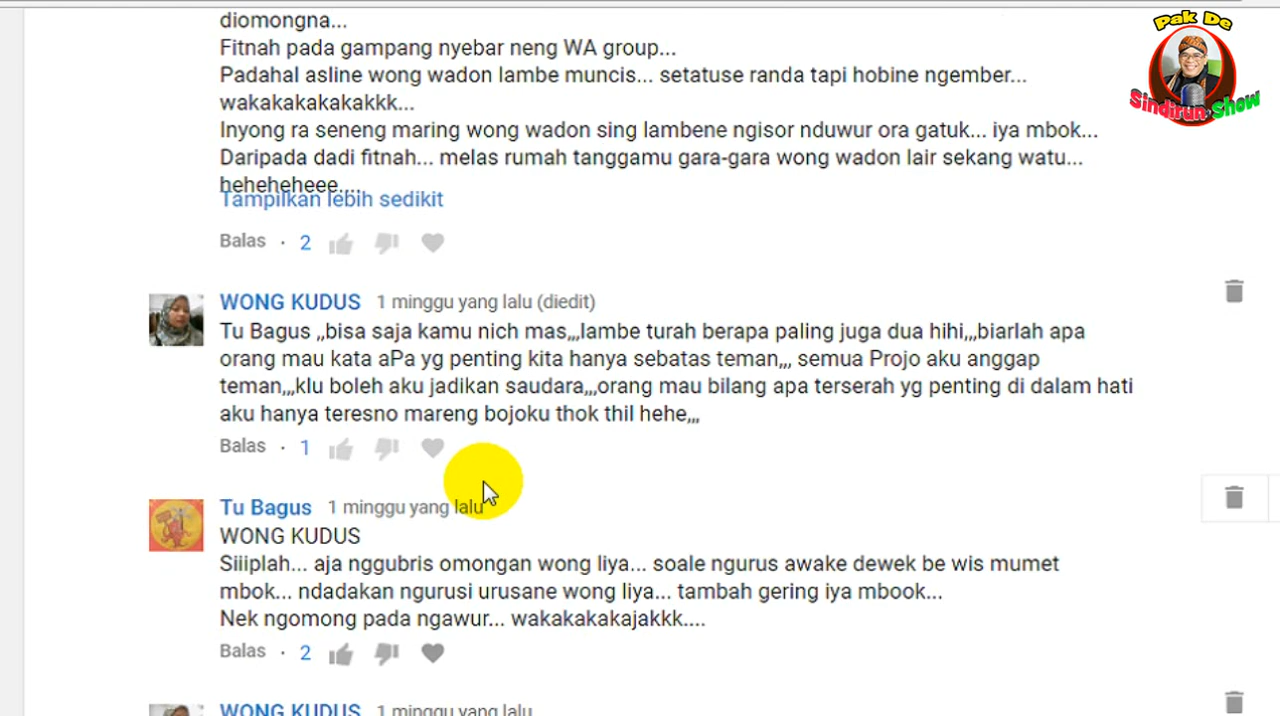 diomongna...
Fitnah pada gampang nyebar neng WA group...
Padahal asline wong wadon lambe muncis... setatuse randa tapi hobine ngember...
wakakakakakkk...
Inyong ra seneng maring wong wadon sing lambene ngisor nduwur ora gatuk... iya mbok...
Daripada dadi fitnah... melas rumah tanggamu gara-gara wong wadon lair sekang watu...
heheheheee....
Tampilkan lebih sedikit
Balas · 2
WONG KUDUS 1 minggu yang lalu (diedit)
Tu Bagus ,,bisa saja kamu nich mas,,,lambe turah berapa paling juga dua hihi,,,biarlah apa
orang mau kata aPa yg penting kita hanya sebatas teman,,, semua Projo aku anggap
teman,,,klu boleh aku jadikan saudara,,,orang mau bilang apa terserah yg penting di dalam hati
aku hanya teresno mareng bojoku thok thil hehe,,,
Balas · 1
Tu Bagus 1 minggu yang lalu
WONG KUDUS
Siiiplah... aja nggubris omongan wong liya... soale ngurus awake dewek be wis mumet
mbok... ndadakan ngurusi urusane wong liya... tambah gering iya mbook...
Nek ngomong pada ngawur... wakakakakajakkk....
Balas · 2
WONG KUDUS 1 minggu yang lalu
Pak De
Sindirun Show